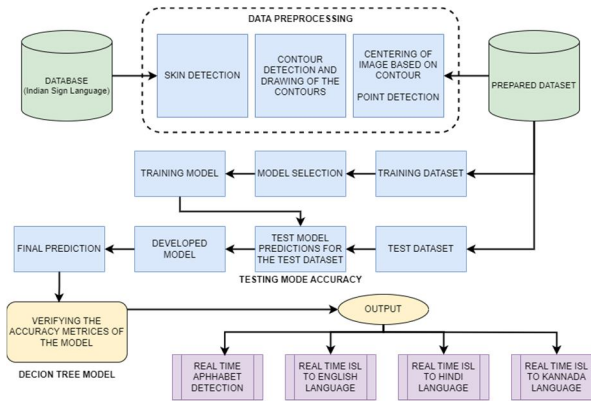 DATA PREPROCESSING
DATABASE
(Indian Sign Language)
SKIN DETECTION
CONTOUR
DETECTION AND
DRAWING OF THE
CONTOURS
CENTERING OF
IMAGE BASED ON
CONTOUR
POINT DETECTION
PREPARED DATASET
TRAINING MODEL
MODEL SELECTION
TRAINING DATASET
FINAL PREDICTION
DEVELOPED
MODEL
TEST MODEL
PREDICTIONS FOR
THE TEST DATASET
TEST DATASET
TESTING MODE ACCURACY
VERIFYING THE
ACCURACY METRICES OF
THE MODEL
OUTPUT
DECION TREE MODEL
REAL TIME
APHHABET
DETECTION
REAL TIME ISL
TO ENGLISH
LANGUAGE
REAL TIME ISL
TO HINDI
LANGUAGE
REAL TIME ISL
TO KANNADA
LANGUAGE